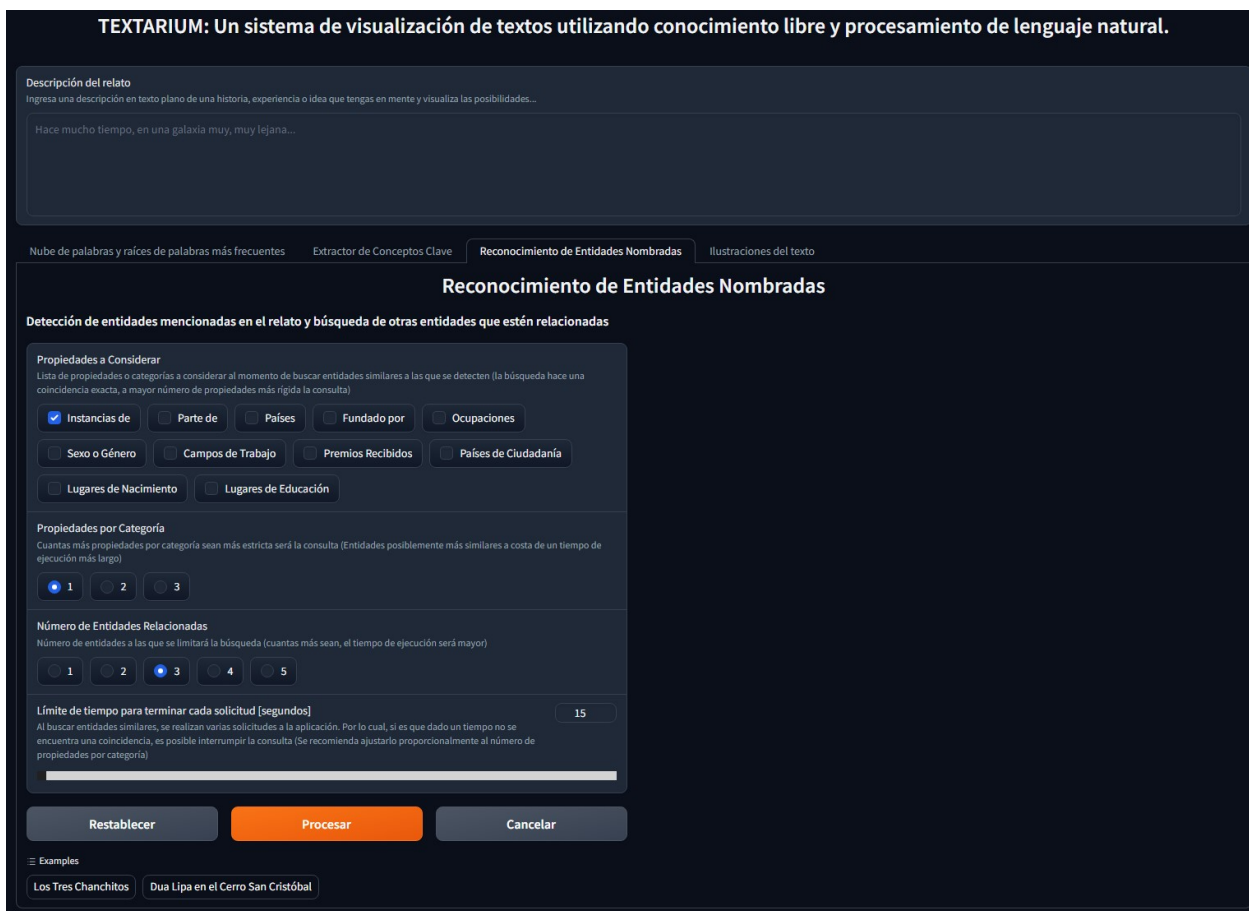 TEXTARIUM: Un sistema de visualización de textos utilizando conocimiento libre y procesamiento de lenguaje natural.
Descripción del relato
Ingresa una descripción en texto plano de una historia, experiencia o idea que tengas en mente y visualiza las posibilidades...
Hace mucho tiempo, en una galaxia muy, muy lejana...
Nube de palabras y raíces de palabras más frecuentes Extractor de Conceptos Clave Reconocimiento de Entidades Nombradas Ilustraciones del texto
Reconocimiento de Entidades Nombradas
Detección de entidades mencionadas en el relato y búsqueda de otras entidades que estén relacionadas
Propiedades a Considerar
Lista de propiedades o categorías a considerar al momento de buscar entidades similares a las que se detecten (la búsqueda hace una
coincidencia exacta, a mayor número de propiedades más rígida la consulta)
Instancias de Parte de Países Fundado por Ocupaciones
Sexo o Género Campos de Trabajo Premios Recibidos Países de Ciudadanía
Lugares de Nacimiento Lugares de Educación
Propiedades por Categoría
Cuantas más propiedades por categoría sean más estricta será la consulta (Entidades posiblemente más similares a costa de un tiempo de
ejecución más largo)
1 2 3
Número de Entidades Relacionadas
Número de entidades a las que se limitará la búsqueda (cuantas más sean, el tiempo de ejecución será mayor)
1 2 3 4 5
Límite de tiempo para terminar cada solicitud [segundos] 15
Al buscar entidades similares, se realizan varias solicitudes a la aplicación. Por lo cual, si es que dado un tiempo no se
encuentra una coincidencia, es posible interrumpir la consulta (Se recomienda ajustarlo proporcionalmente al número de
propiedades por categoría)
Restablecer Procesar Cancelar
Examples
Los Tres Chanchitos Dua Lipa en el Cerro San Cristóbal